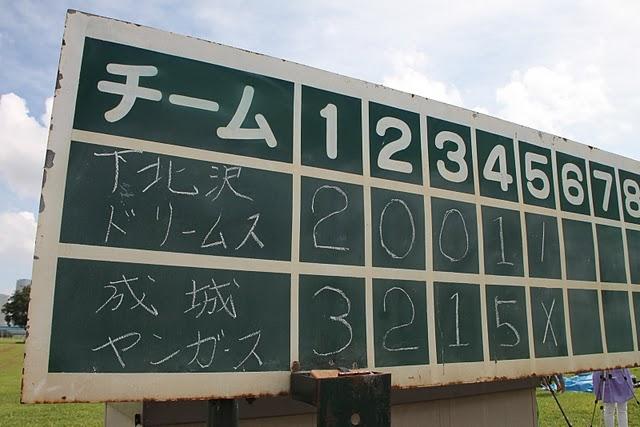 チーム 1 2 3 4 5 6 7 8
下北沢
ドリームス 2 0 0 1 /
成城
ヤンガース 3 2 1 5 X